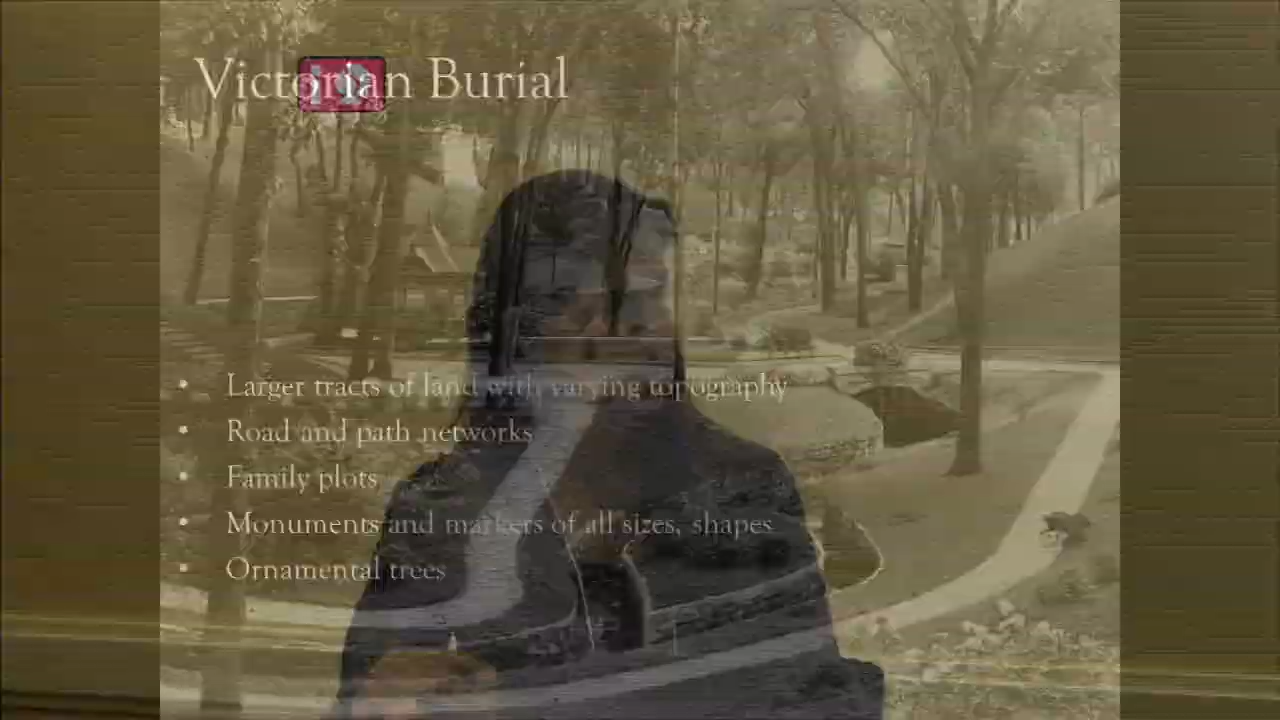 Victorian Burial
• Larger tracts of land with varying topography
• Road and path networks
• Family plots
• Monuments and markers of all sizes, shapes
• Ornamental trees